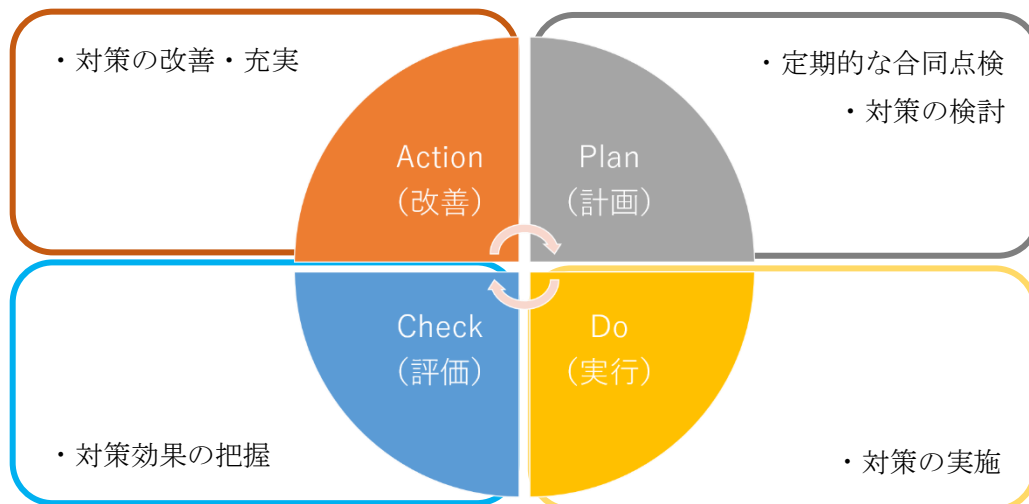 ・対策の改善・充実
・定期的な合同点検
・対策の検討
Action
(改善)
Plan
(計画)
Check
(評価)
Do
(実行)
・対策効果の把握
・対策の実施